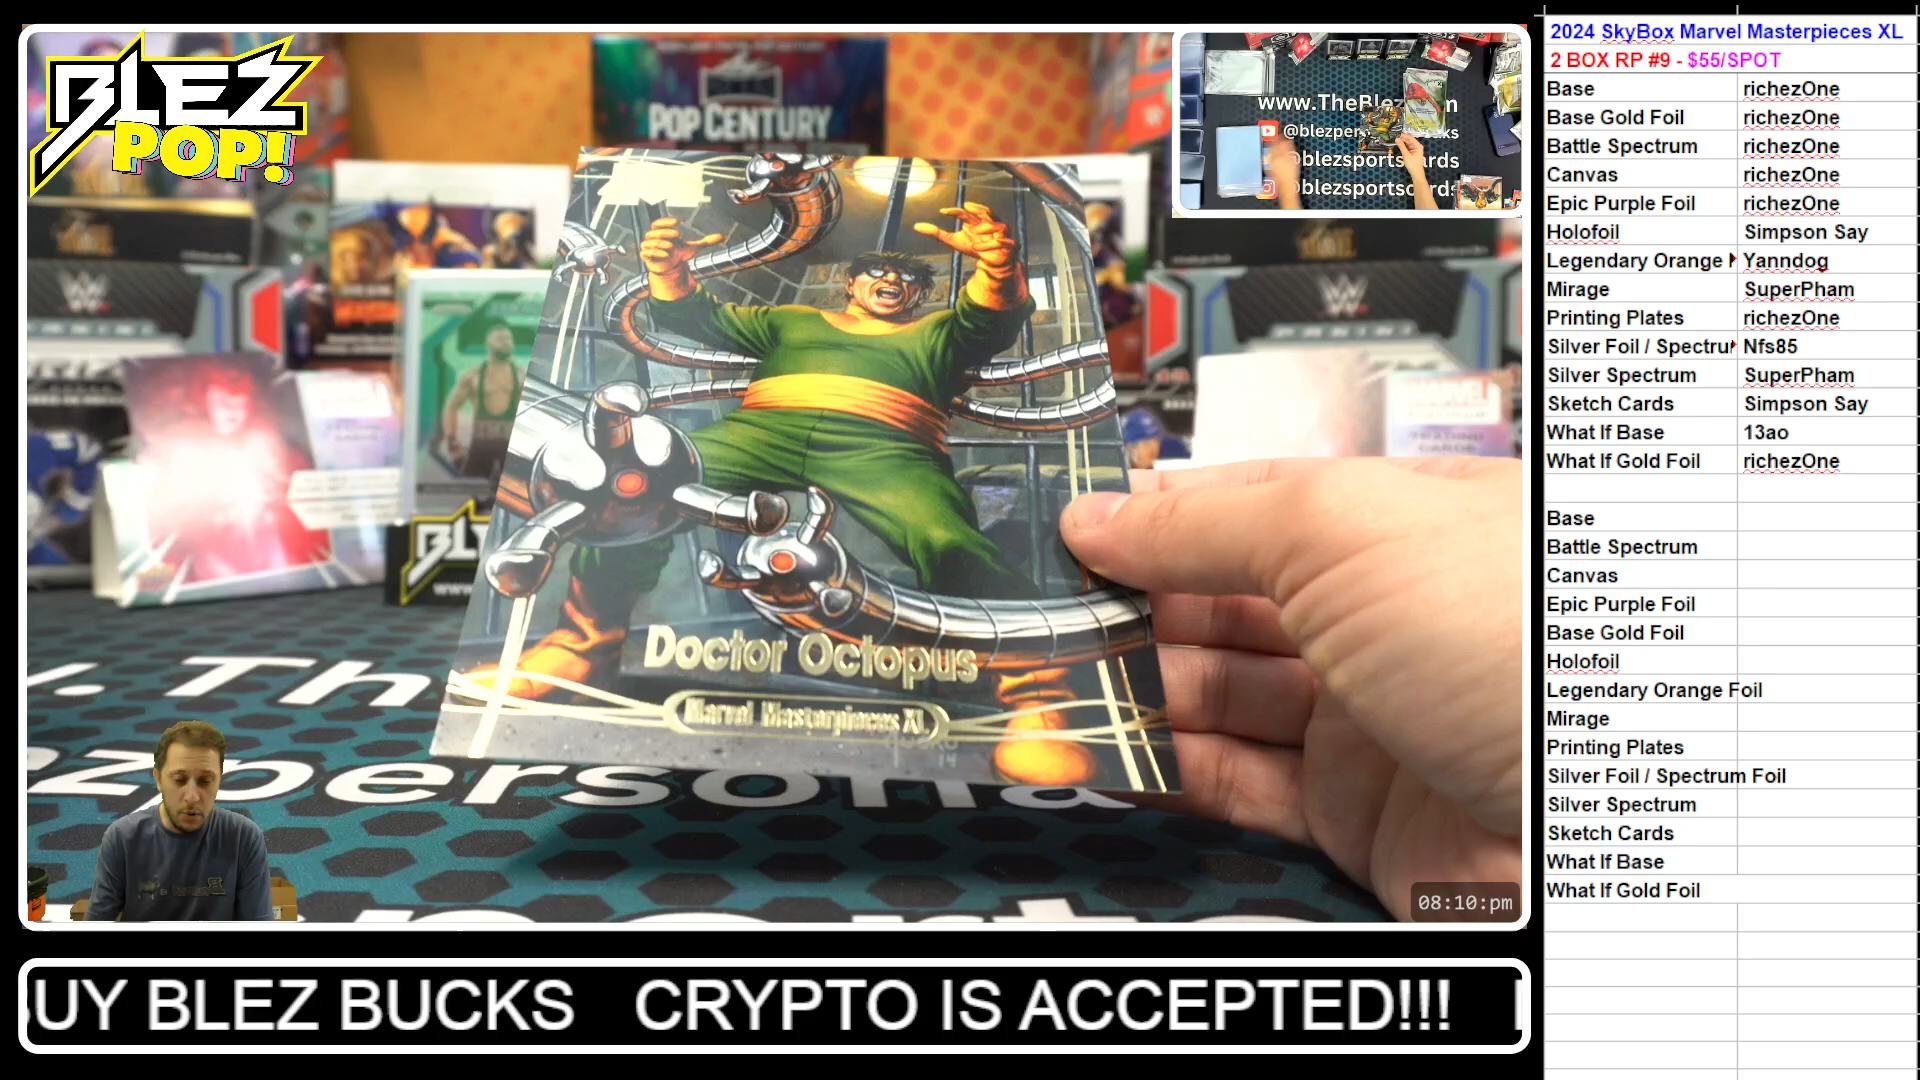 BLEZ
POP!
POP CENTURY
www.TheBlez
@blezpers
@blezsportscards
@blezsportscards
Doctor Octopus
Marvel Masterpieces XL
08:10:pm
UY BLEZ BUCKS CRYPTO IS ACCEPTED!!!
2024 SkyBox Marvel Masterpieces XL
2 BOX RP #9 - $55/SPOT
Base richezOne
Base Gold Foil richezOne
Battle Spectrum richezOne
Canvas richezOne
Epic Purple Foil richezOne
Holofoil Simpson Say
Legendary Orange Yanndog
Mirage SuperPham
Printing Plates richezOne
Silver Foil / Spectru Nfs85
Silver Spectrum SuperPham
Sketch Cards Simpson Say
What If Base 13ao
What If Gold Foil richezOne
Base
Battle Spectrum
Canvas
Epic Purple Foil
Base Gold Foil
Holofoil
Legendary Orange Foil
Mirage
Printing Plates
Silver Foil / Spectrum Foil
Silver Spectrum
Sketch Cards
What If Base
What If Gold Foil